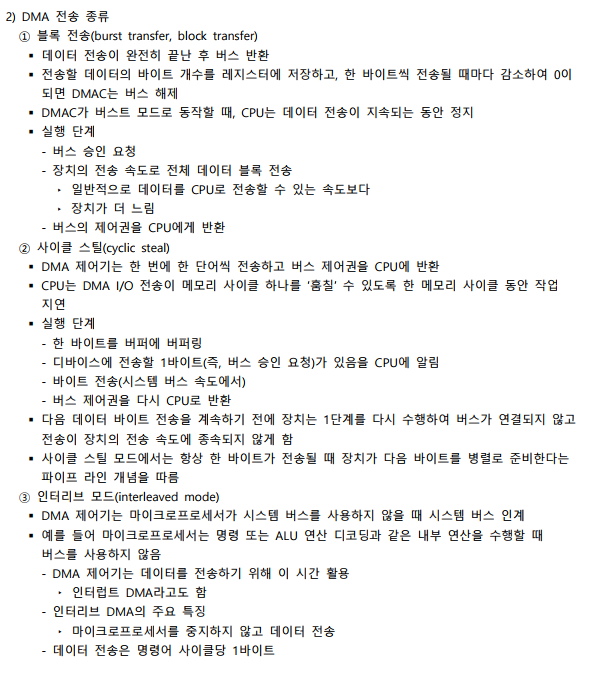 2) DMA 전송 종류
① 블록 전송(burst transfer, block transfer)
▪ 데이터 전송이 완전히 끝난 후 버스 반환
▪ 전송할 데이터의 바이트 개수를 레지스터에 저장하고, 한 바이트씩 전송될 때마다 감소하여 0이
되면 DMAC는 버스 해제
▪ DMAC가 버스트 모드로 동작할 때, CPU는 데이터 전송이 지속되는 동안 정지
▪ 실행 단계
- 버스 승인 요청
- 장치의 전송 속도로 전체 데이터 블록 전송
‣ 일반적으로 데이터를 CPU로 전송할 수 있는 속도보다
‣ 장치가 더 느림
- 버스의 제어권을 CPU에게 반환
② 사이클 스틸(cyclic steal)
▪ DMA 제어기는 한 번에 한 단어씩 전송하고 버스 제어권을 CPU에 반환
▪ CPU는 DMA I/O 전송이 메모리 사이클 하나를 ‘훔칠’ 수 있도록 한 메모리 사이클 동안 작업
지연
▪ 실행 단계
- 한 바이트를 버퍼에 버퍼링
- 디바이스에 전송할 1바이트(즉, 버스 승인 요청)가 있음을 CPU에 알림
- 바이트 전송(시스템 버스 속도에서)
- 버스 제어권을 다시 CPU로 반환
▪ 다음 데이터 바이트 전송을 계속하기 전에 장치는 1단계를 다시 수행하여 버스가 연결되지 않고
전송이 장치의 전송 속도에 종속되지 않게 함
▪ 사이클 스틸 모드에서는 항상 한 바이트가 전송될 때 장치가 다음 바이트를 병렬로 준비한다는
파이프 라인 개념을 따름
③ 인터리브 모드(interleaved mode)
▪ DMA 제어기는 마이크로프로세서가 시스템 버스를 사용하지 않을 때 시스템 버스 인계
▪ 예를 들어 마이크로프로세서는 명령 또는 ALU 연산 디코딩과 같은 내부 연산을 수행할 때
버스를 사용하지 않음
- DMA 제어기는 데이터를 전송하기 위해 이 시간 활용
‣ 인터럽트 DMA라고도 함
- 인터리브 DMA의 주요 특징
‣ 마이크로프로세서를 중지하지 않고 데이터 전송
- 데이터 전송은 명령어 사이클당 1바이트